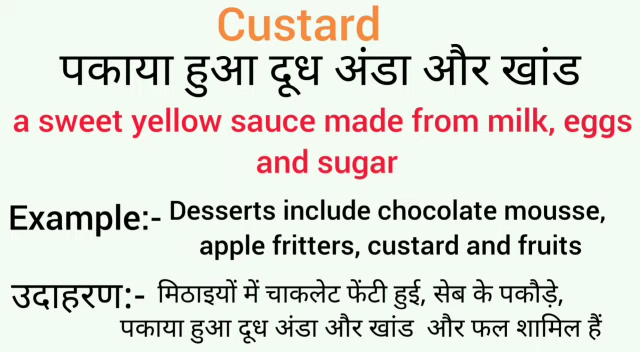 Custard
पकाया हुआ दूध अंडा और खांड
a sweet yellow sauce made from milk, eggs
and sugar
Example:- Desserts include chocolate mousse,
apple fritters, custard and fruits
उदाहरण:- मिठाइयों में चाकलेट फेंटी हुई, सेब के पकौड़े,
पकाया हुआ दूध अंडा और खांड और फल शामिल हैं